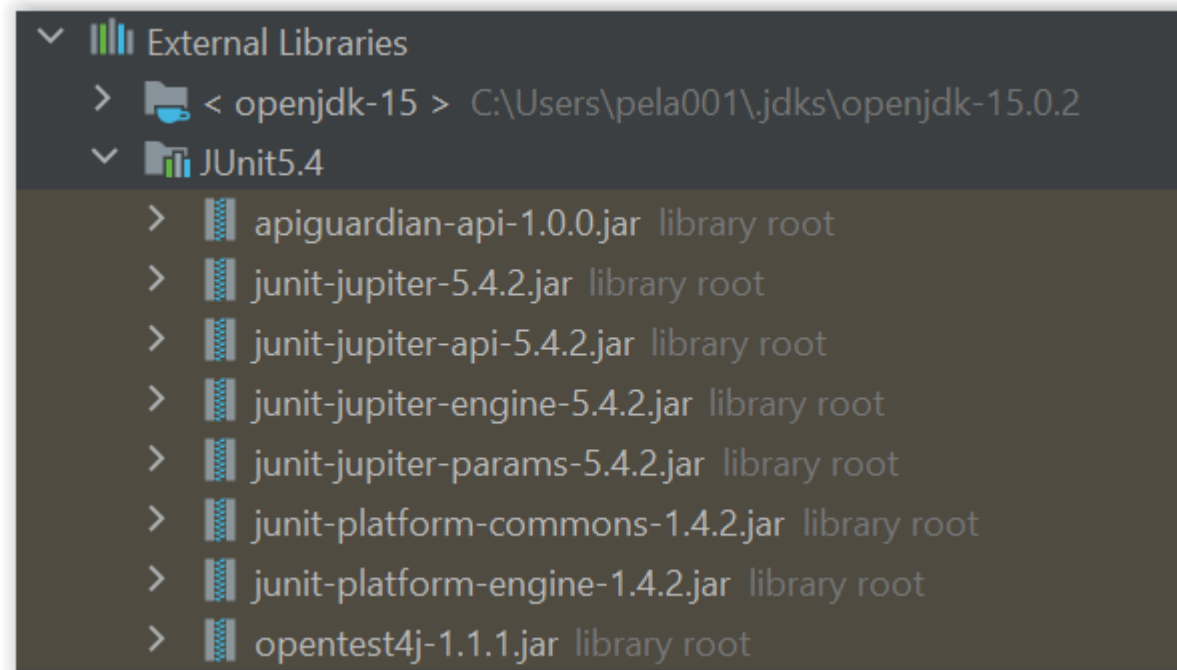 External Libraries
< openjdk-15 > C:\Users\pela001\.jdks\openjdk-15.0.2
JUnit5.4
apiguardian-api-1.0.0.jar library root
junit-jupiter-5.4.2.jar library root
junit-jupiter-api-5.4.2.jar library root
junit-jupiter-engine-5.4.2.jar library root
junit-jupiter-params-5.4.2.jar library root
junit-platform-commons-1.4.2.jar library root
junit-platform-engine-1.4.2.jar library root
opentest4j-1.1.1.jar library root